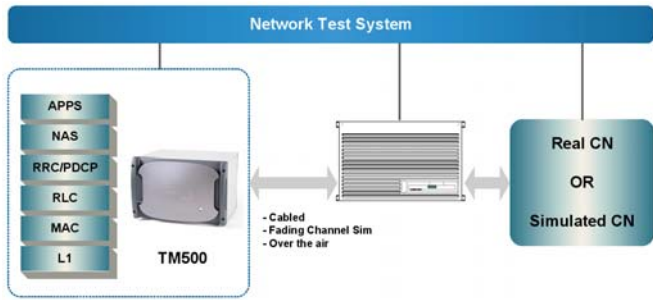 Network Test System
APPS
NAS
RRC/PDCP
RLC
MAC
L1
TM500
- Cabled
- Fading Channel Sim
- Over the air
Real CN
OR
Simulated CN